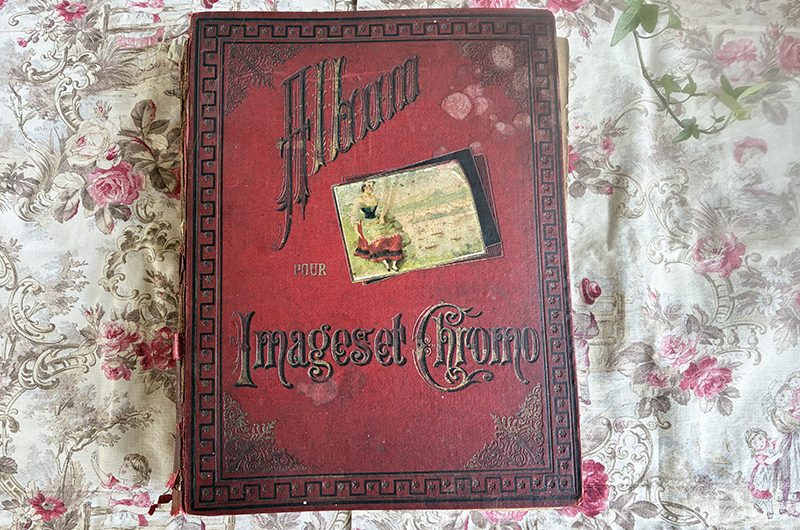 Album
POUR
Images et Chromo